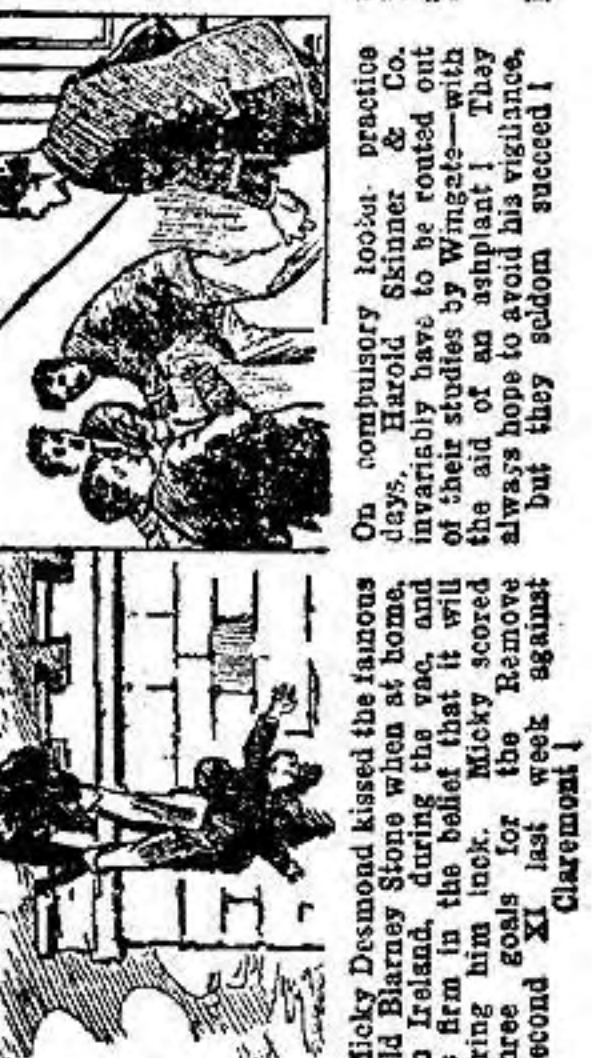 Micky Desmond kissed the famous
ld Blarney Stone when at home,
n Ireland, during the vac, and
s firm in the belief that it will
ring him luck. Micky scored
hree goals for the Remove
econd XI last week against
Claremont !
On compulsory footer practice
days, Harold Skinner & Co.
invariably have to be routed out
of their studies by Wingate—with
the aid of an ashplant ! They
always hope to avoid his vigilance,
but they seldom succeed !